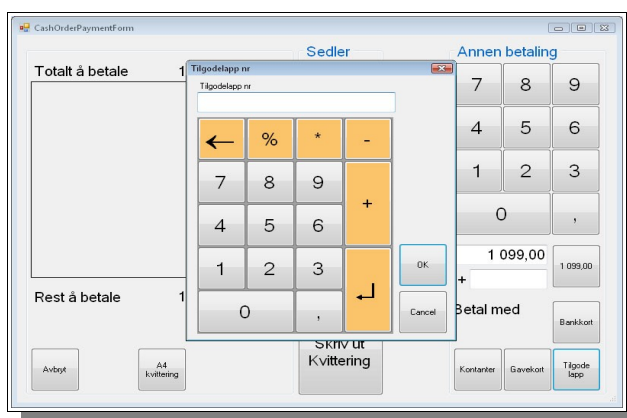 CashOrderPaymentForm
Sedler
Annen betaling
Totalt å betale 1
Tilgodelapp nr
Tilgodelapp nr
← % * -
7 8 9
+
4 5 6
1 2 3
0 ,
OK
Cancel
7 8 9
4 5 6
1 2 3
0 ,
1 099,00
1 099,00
+
Rest å betale 1
Betal med
Bankkort
Skriv ut
Kvittering
Avbryt
A4
kvittering
Kontanter
Gavekort
Tilgode
lapp